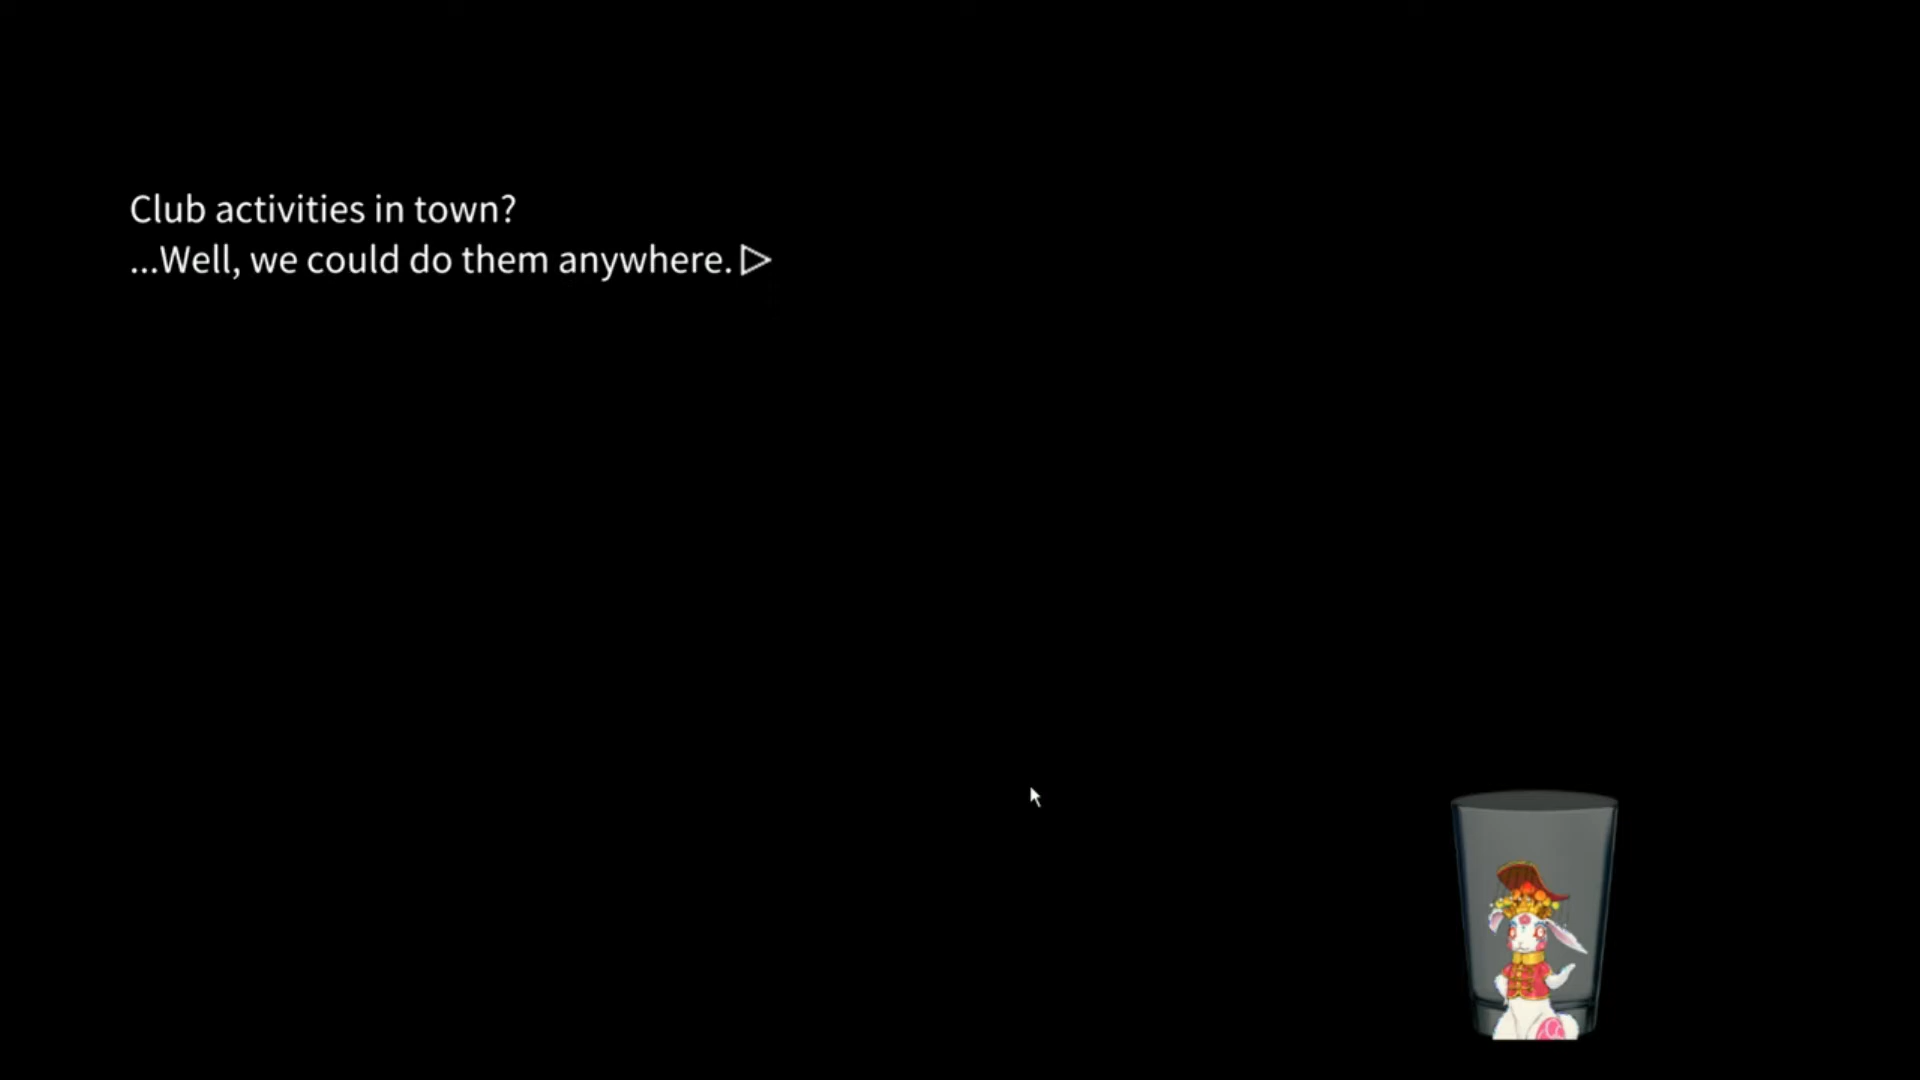 Club activities in town?
...Well, we could do them anywhere.